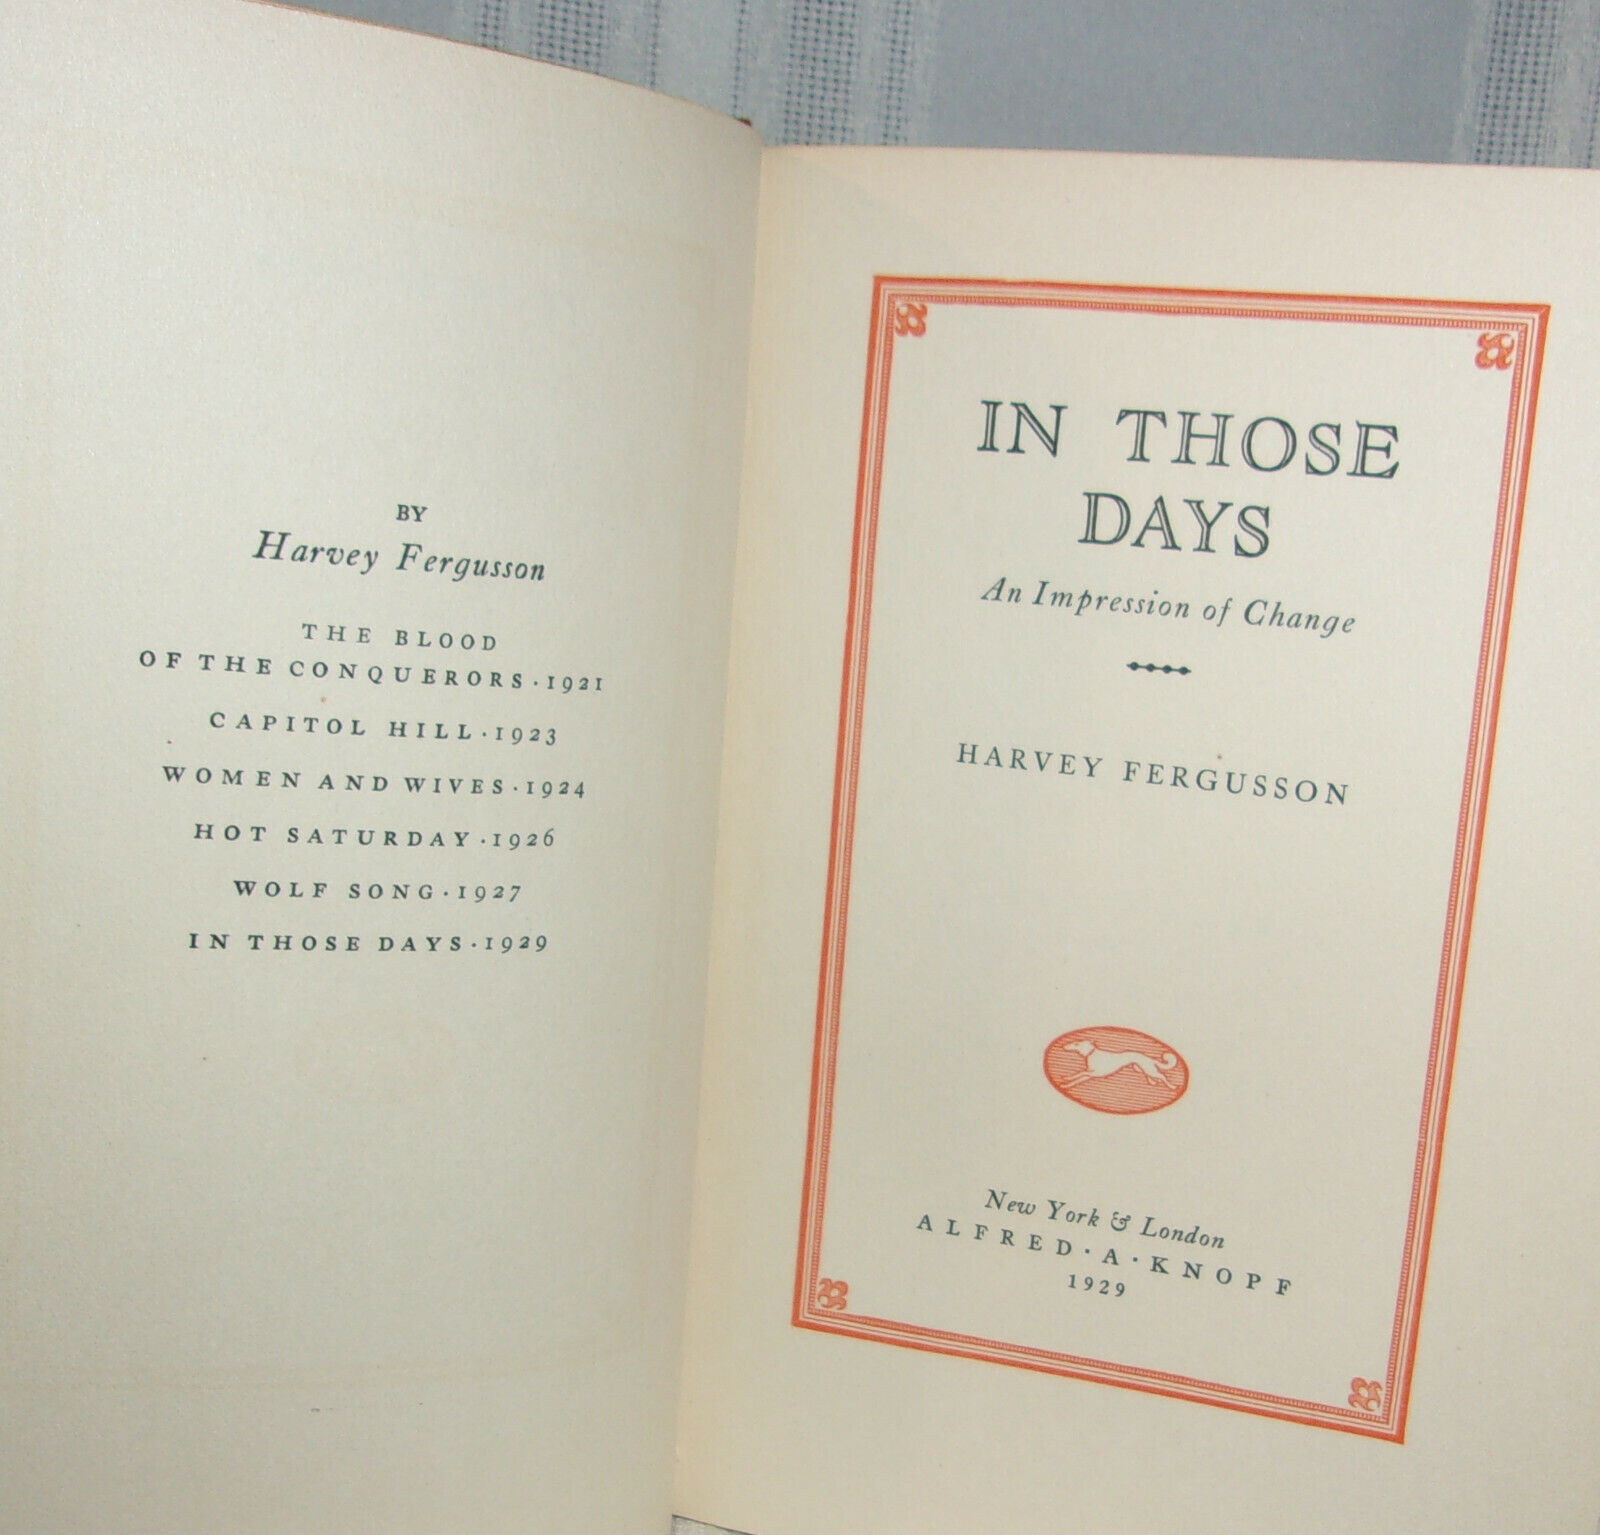 BY
Harvey Fergusson
THE BLOOD
OF THE CONQUERORS · 1921
CAPITOL HILL · 1923
WOMEN AND WIVES · 1924
HOT SATURDAY · 1926
WOLF SONG · 1927
IN THOSE DAYS · 1929
IN THOSE
DAYS
An Impression of Change
HARVEY FERGUSSON
New York & London
ALFRED · A · KNOPF
1929